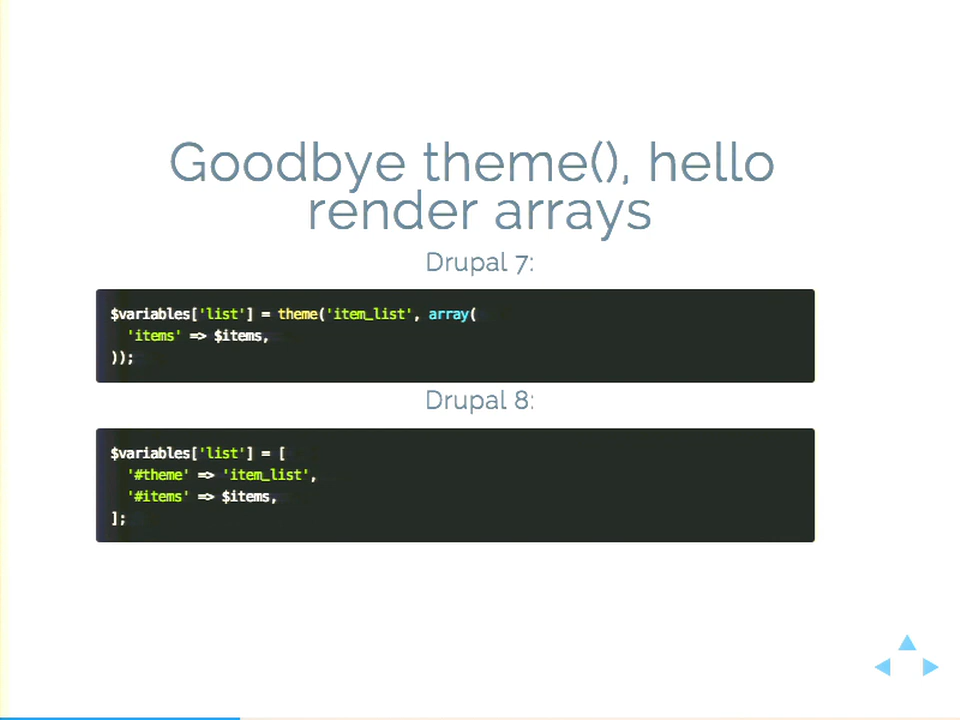 Goodbye theme(), hello
render arrays
Drupal 7:
$variables['list'] = theme('item_list', array(
  'items' => $items,
));
Drupal 8:
$variables['list'] = [
  '#theme' => 'item_list',
  '#items' => $items,
];